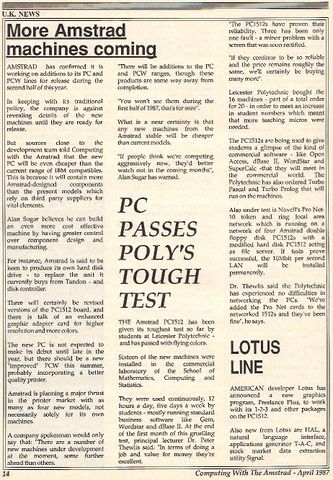 U.K. NEWS
More Amstrad
machines coming
AMSTRAD has confirmed it is
working on additions to its PC and
PCW lines for release during the
second half of this year.
In keeping with its traditional
policy, the company is against
revealing details of the new
machines until they are ready for
release.
But sources close to the
development team told Computing
with the Amstrad that the new
PC will be even cheaper than the
current range of IBM compatibles.
This is because it will contain more
Amstrad-designed components
than the present models which
rely on third party suppliers for
vital elements.
Alan Sugar believes he can build
an even more cost effective
machine by having greater control
over component design and
manufacturing.
For instance, Amstrad is said to be
keen to produce its own hard disk
drive - to replace the unit it
currently buys from Tandon - and
disk controller.
There will certainly be revised
versions of the PC1512 board, and
there is talk of an enhanced
graphic adapter card for higher
resolution and more colors.
The new PC is not expected to
make its debut until late in the
year, but there should be a new
"improved" PCW this summer,
probably incorporating a better
quality printer.
Amstrad is planning a major thrust
in the printer market with as
many as four new models, not
necessarily solely for its own
machines.
A company spokesman would only
say that: "There are a number of
new machines under development
at the moment, some further
ahead than others.
"There will be additions to the PC
and PCW ranges, though these
products are some way away from
completion.
"You won't see them during the
first half of 1987, that's for sure".
What is a near certainty is that
any new machines from the
Amstrad stable will be cheaper
than current models.
"If people think we're competing
aggressively now, they'd better
watch out in the coming months",
Alan Sugar has warned.
PC
PASSES
POLY'S
TOUGH
TEST
THE Amstrad PC1512 has been
given its toughest test so far by
students at Leicester Polytechnic -
and has passed with flying colors.
Sixteen of the new machines were
installed in the commercial
laboratory of the School of
Mathematics, Computing and
Statistics.
They were used continuously, 12
hours a day, five days a week by
students - mostly running standard
business software like Gem,
Wordstar and dBase II. At the end
of the first month of this gruelling
test, principal lecturer Dr. Peter
Thewlis said: "In terms of doing a
job and value for money they're
excellent.
"The PC1512s have proven their
reliability. Three has been only
one fault - a minor problem with a
screen that was soon rectified.
"If they continue to be so reliable
and the price remains roughly the
same, we'll certainly be buying
many more".
Leicester Polytechnic bought the
16 machines - part of a total order
for 20 - in order to meet an increase
in student numbers which meant
that more teaching micros were
needed.
The PC1512s are being used to give
students a glimpse of the kind of
commercial software - like Open
Access, dBase II, WordStar and
SuperCalc -that they will meet in
the commercial world. The
Polytechnic has also ordered Turbo
Pascal and Turbo Prolog that will
run on the machines.
Also under test is Novell's Pro Net-
10 token and ring local area
network which is running on a
network of four Amstrad double
floppy disk PC1512s with a
modified hard disk PC1512 acting
as file server. If tests prove
successful, the 10Mbit per second
LAN will be installed
permanently.
Dr. Thewlis said the Polytechnic
has experienced no difficulties in
networking the PCs. "We've
added the Pro Net cards to the
networked 1512s and they've been
fine", he says.
LOTUS
LINE
AMERICAN developer Lotus has
announced a new graphics
program, Freelance Plus, to work
with its 1-2-3 and other packages
on the PC1512.
Also new from Lotus are HAL, a
natural language interface,
applications generator T-A-C, and
stock market data extraction
utility Signal.
14
Computing With The Amstrad - April 1987